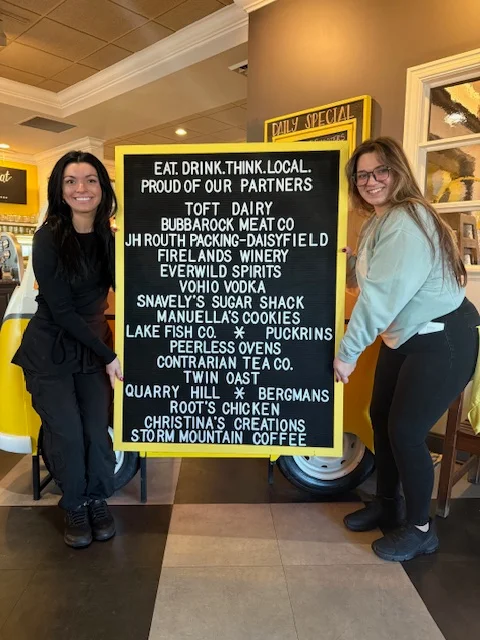 DAILY SPECIAL
EAT. DRINK.THINK.LOCAL.
PROUD OF OUR PARTNERS
TOFT DAIRY
BUBBAROCK MEAT CO
JH ROUTH PACKING-DAISYFIELD
FIRELANDS WINERY
EVERWILD SPIRITS
VOHIO VODKA
SNAVELY'S SUGAR SHACK
MANUELLA'S COOKIES
LAKE FISH CO. * PUCKRINS
PEERLESS OVENS
CONTRARIAN TEA CO.
TWIN OAST
QUARRY HILL * BERGMANS
ROOT'S CHICKEN
CHRISTINA'S CREATIONS
STORM MOUNTAIN COFFEE